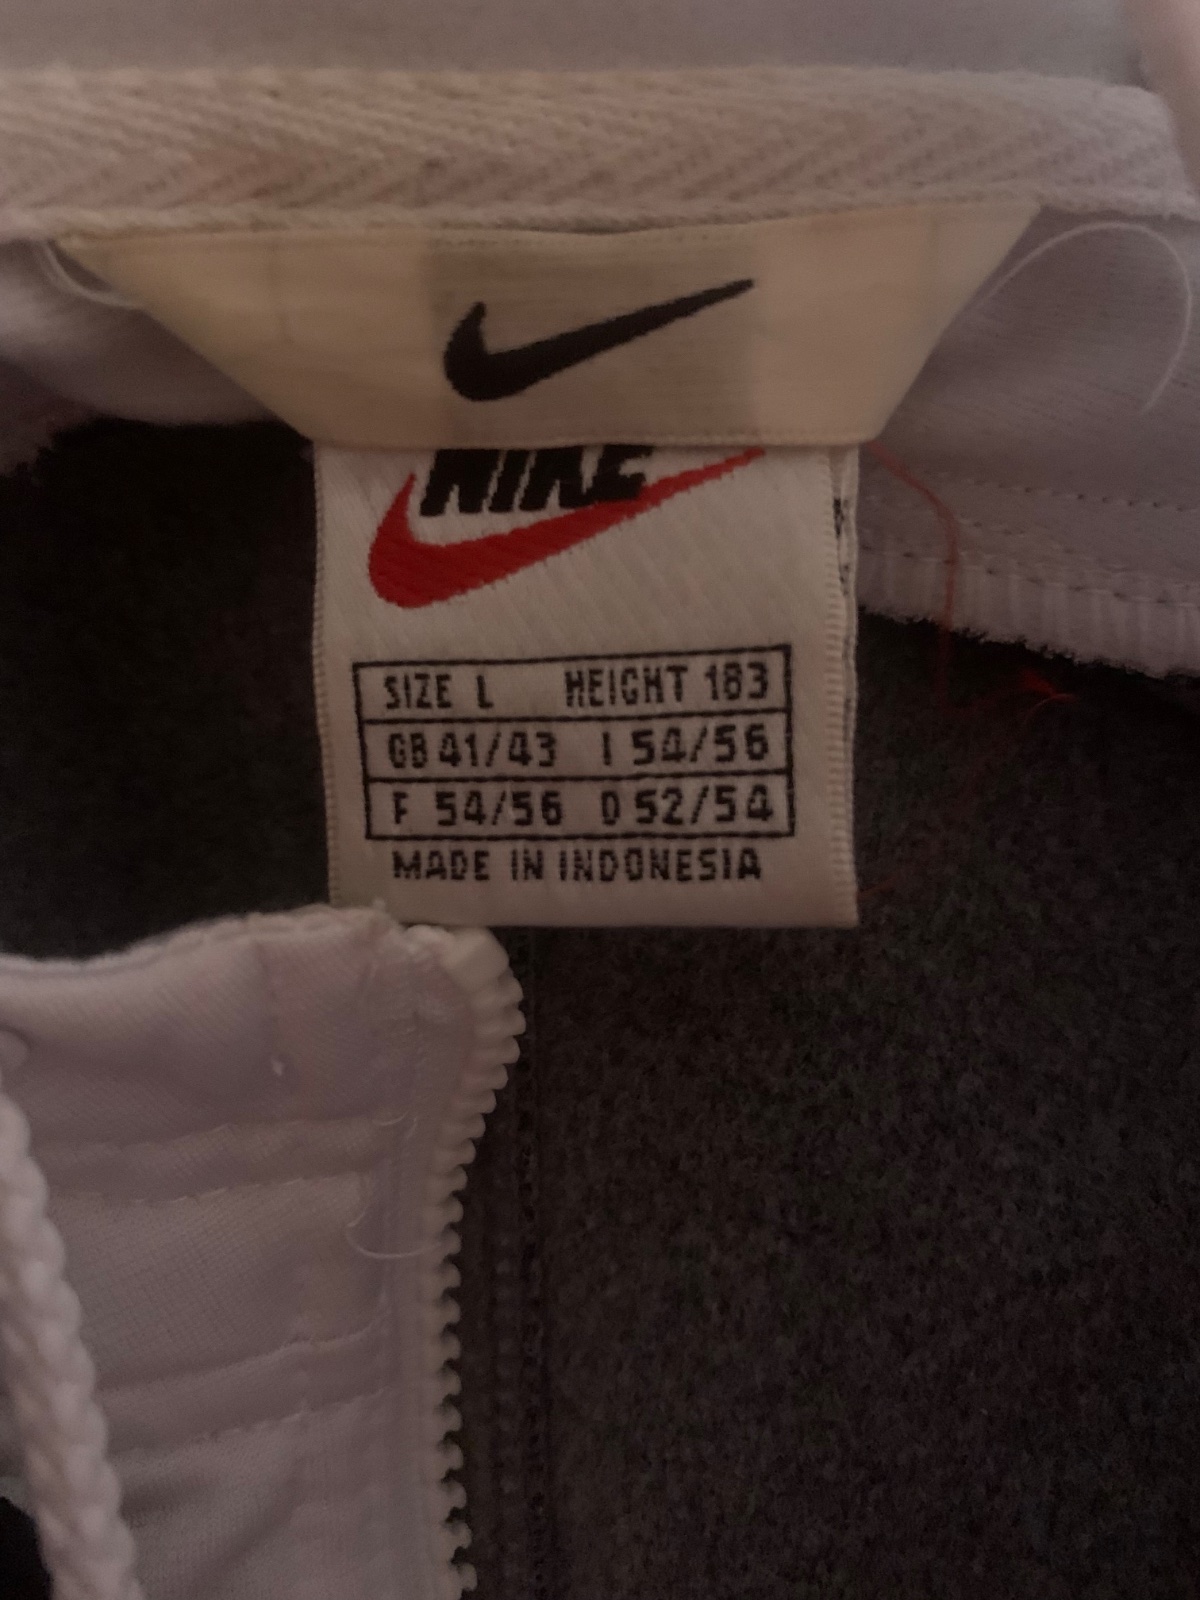 NIKE
SIZE L HEIGHT 183
GB 41/43 I 54/56
F 54/56 D 52/54
MADE IN INDONESIA